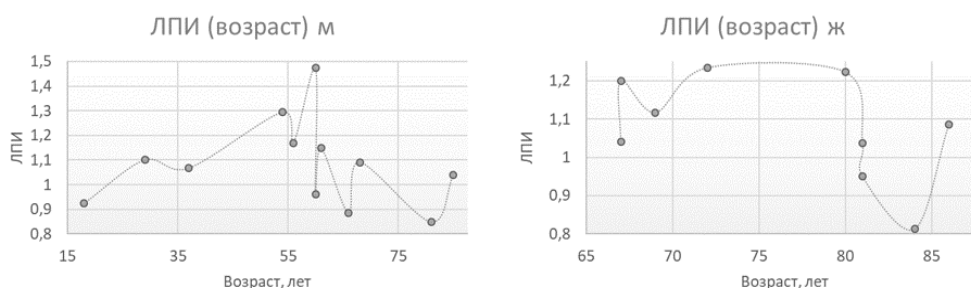 ЛПИ (возраст) м
1,5
1,4
1,3
1,2
1,1
1
0,9
0,8
ЛПИ
15 35 55 75
Возраст, лет
ЛПИ (возраст) ж
1,2
1,1
1
0,9
0,8
ЛПИ
65 70 75 80 85
Возраст, лет